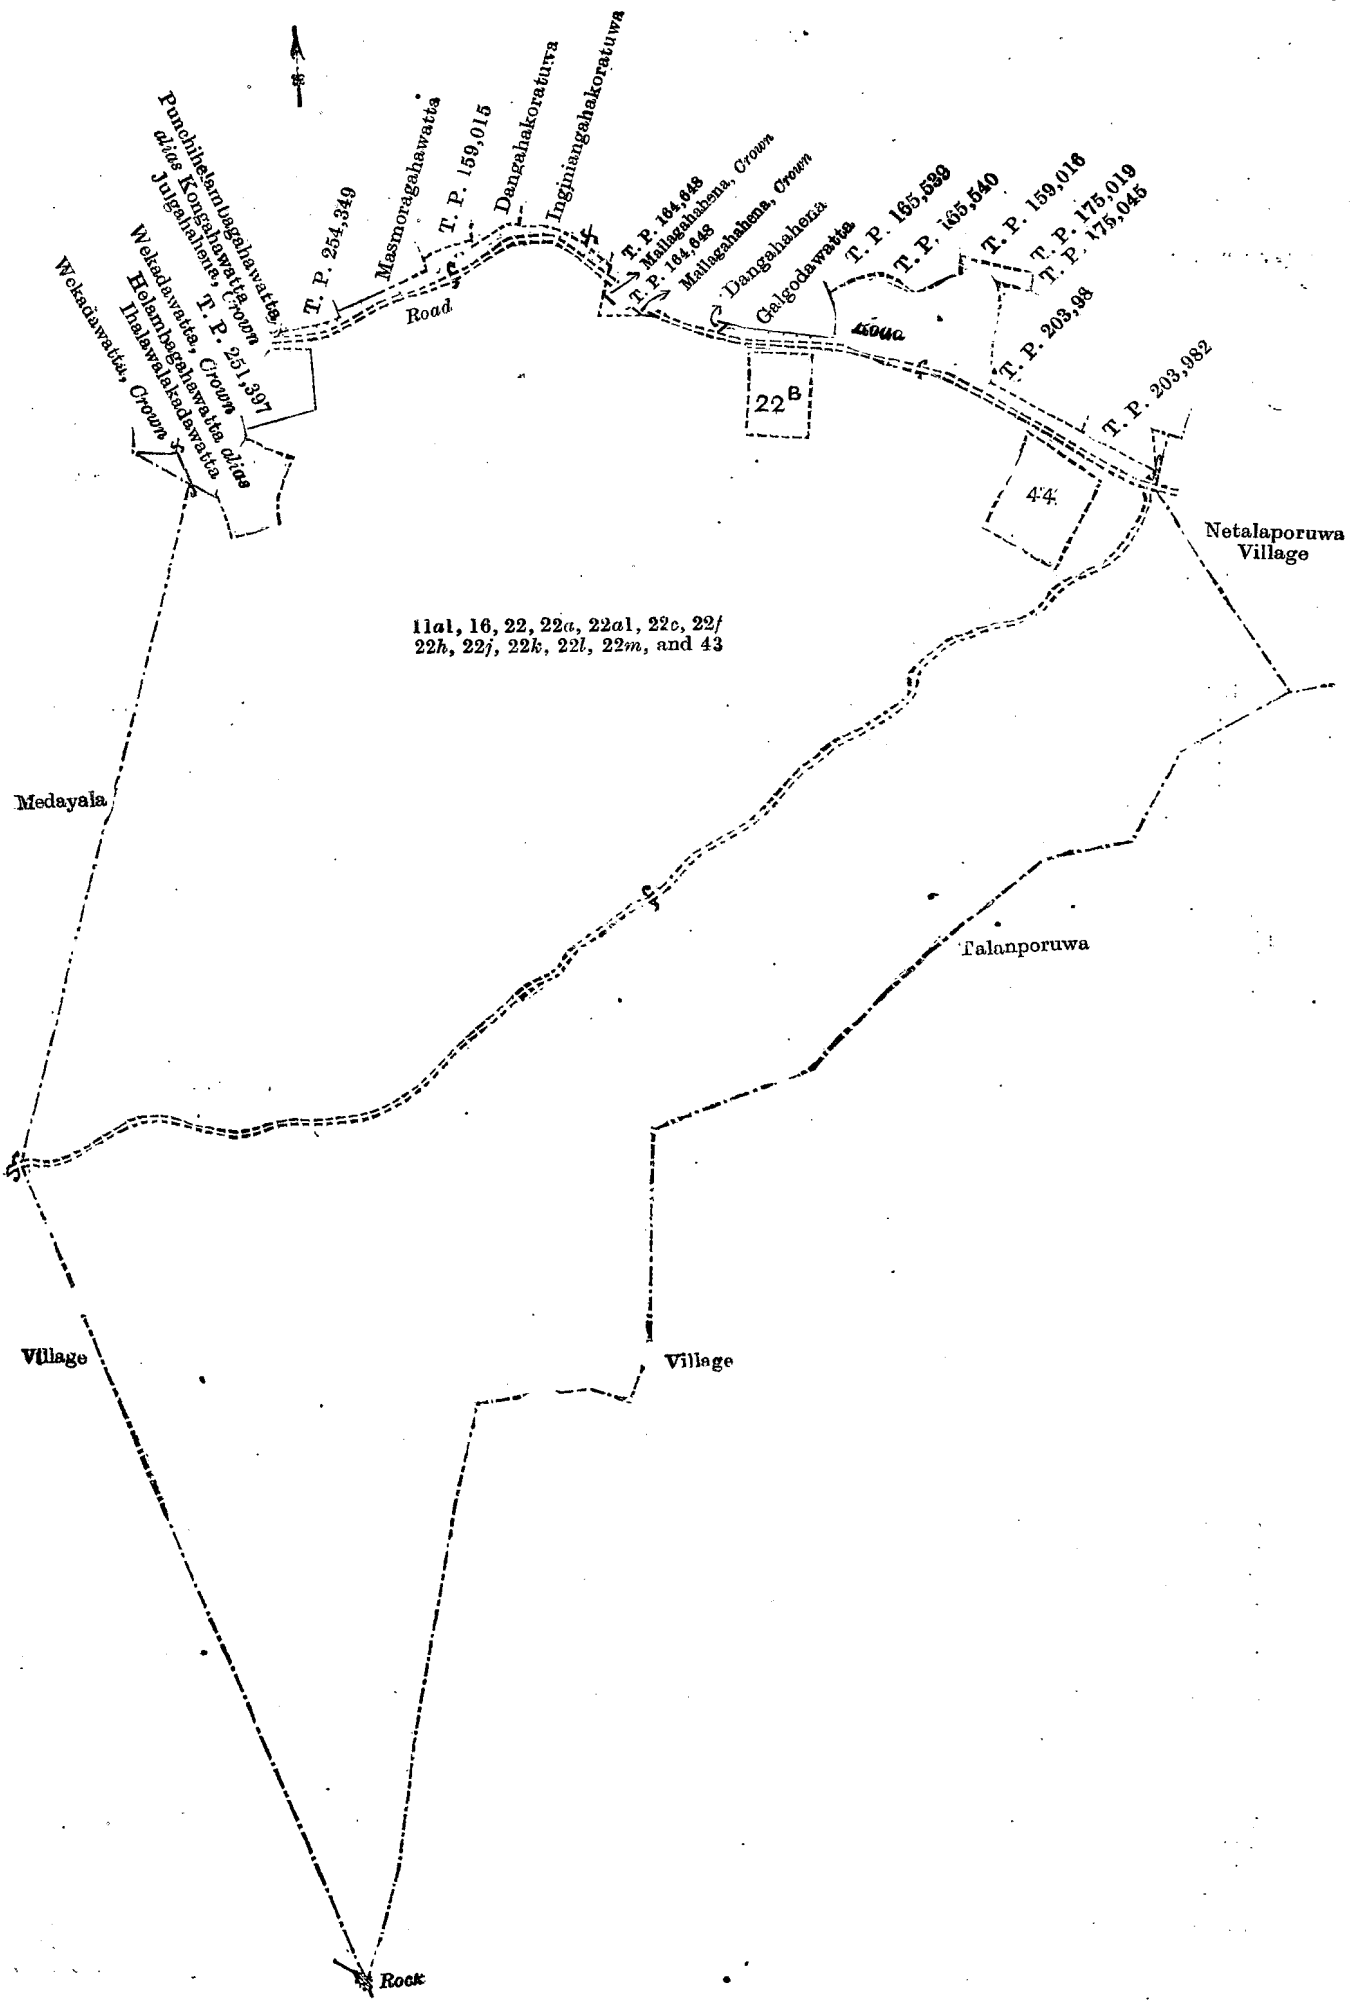 Punchihelambagahawatta
alias Kongahawatta
Julgahahena, Crown
T. P. 251,397
Wekadawatta, Crown
Helambagahawatta alias
Ihalawalakadawatta
Wekadawatta, Crown
T. P. 254,349
Masmoragahawatta
T. P. 159,015
Dangahakoratuwa
Inginiangahakoratuwa
T. P. 164,648
Mallagahahena, Crown
T. P. 164,648
Mallagahahena, Crown
Dangahahena
Galgodawatta
T. P. 165,539
T. P. 165,540
T. P. 159,016
T. P. 175,019
T. P. 175,045
T. P. 203,98
T. P. 203,982
Road
Road
22B
44
Netalaporuwa
Village
11a1, 16, 22, 22a, 22a1, 22c, 22f
22h, 22j, 22k, 22l, 22m, and 43
Medayala
Talanporuwa
Village
Village
Rock